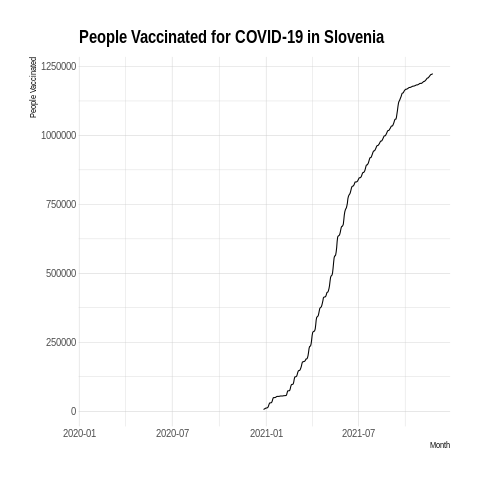 People Vaccinated for COVID-19 in Slovenia
People Vaccinated
1250000
1000000
750000
500000
250000
0
2020-01 2020-07 2021-01 2021-07
Month